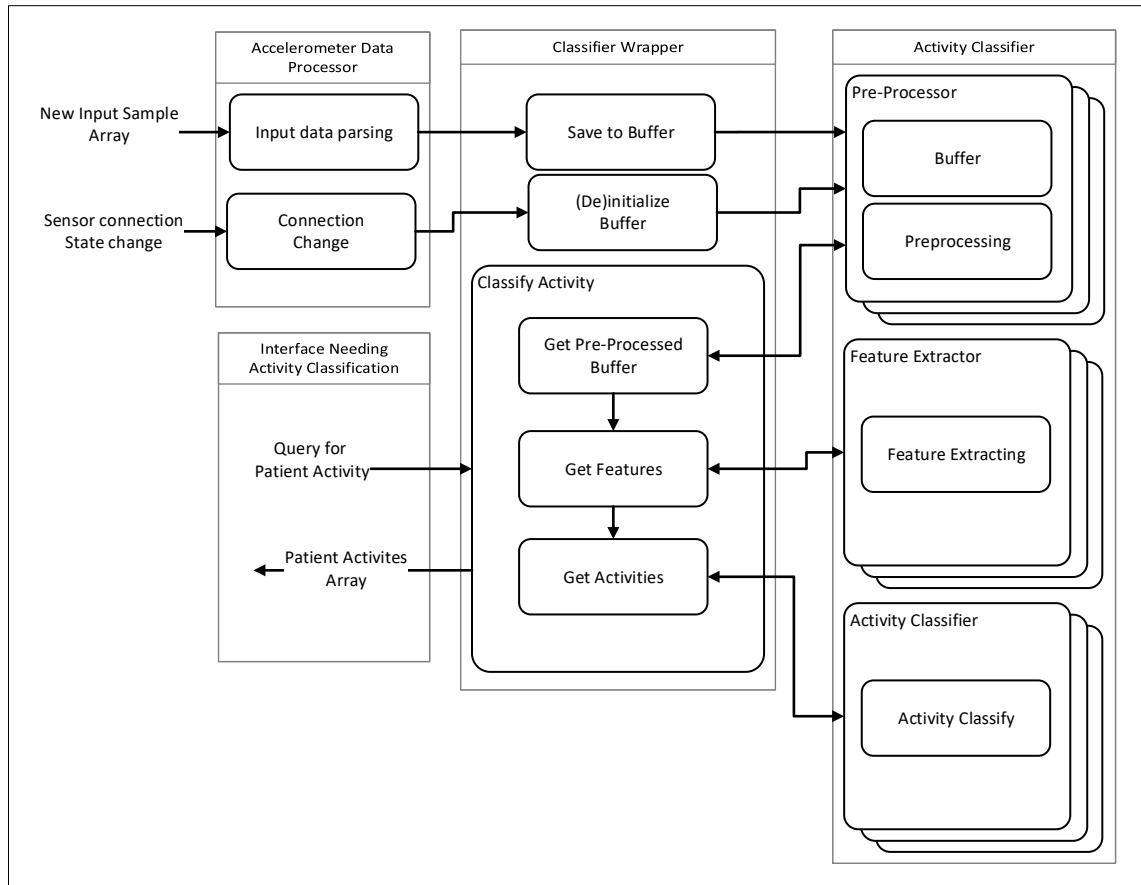 Accelerometer Data
Processor
Classifier Wrapper
Activity Classifier
New Input Sample
Array
Input data parsing
Save to Buffer
Pre-Processor
Buffer
Sensor connection
State change
Connection
Change
(De)initialize
Buffer
Preprocessing
Classify Activity
Get Pre-Processed
Buffer
Interface Needing
Activity Classification
Feature Extractor
Query for
Patient Activity
Get Features
Feature Extracting
Patient Activites
Array
Get Activities
Activity Classifier
Activity Classify